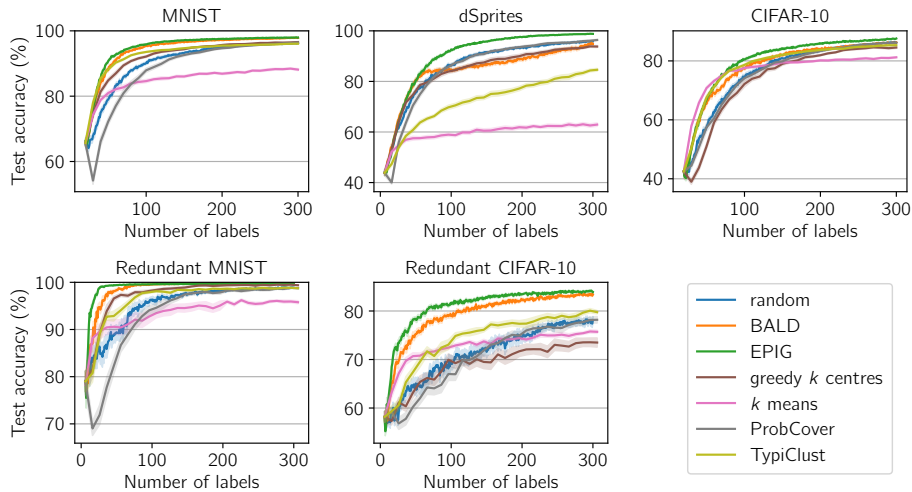 MNIST
dSprites
CIFAR-10
Test accuracy (%)
100
80
60
100 200 300
Number of labels
100
80
60
40
0 100 200 300
Number of labels
80
60
40
100 200 300
Number of labels
Redundant MNIST
Redundant CIFAR-10
Test accuracy (%)
100
90
80
70
0 100 200 300
Number of labels
80
70
60
0 100 200 300
Number of labels
random
BALD
EPIG
greedy k centres
k means
ProbCover
TypiClust